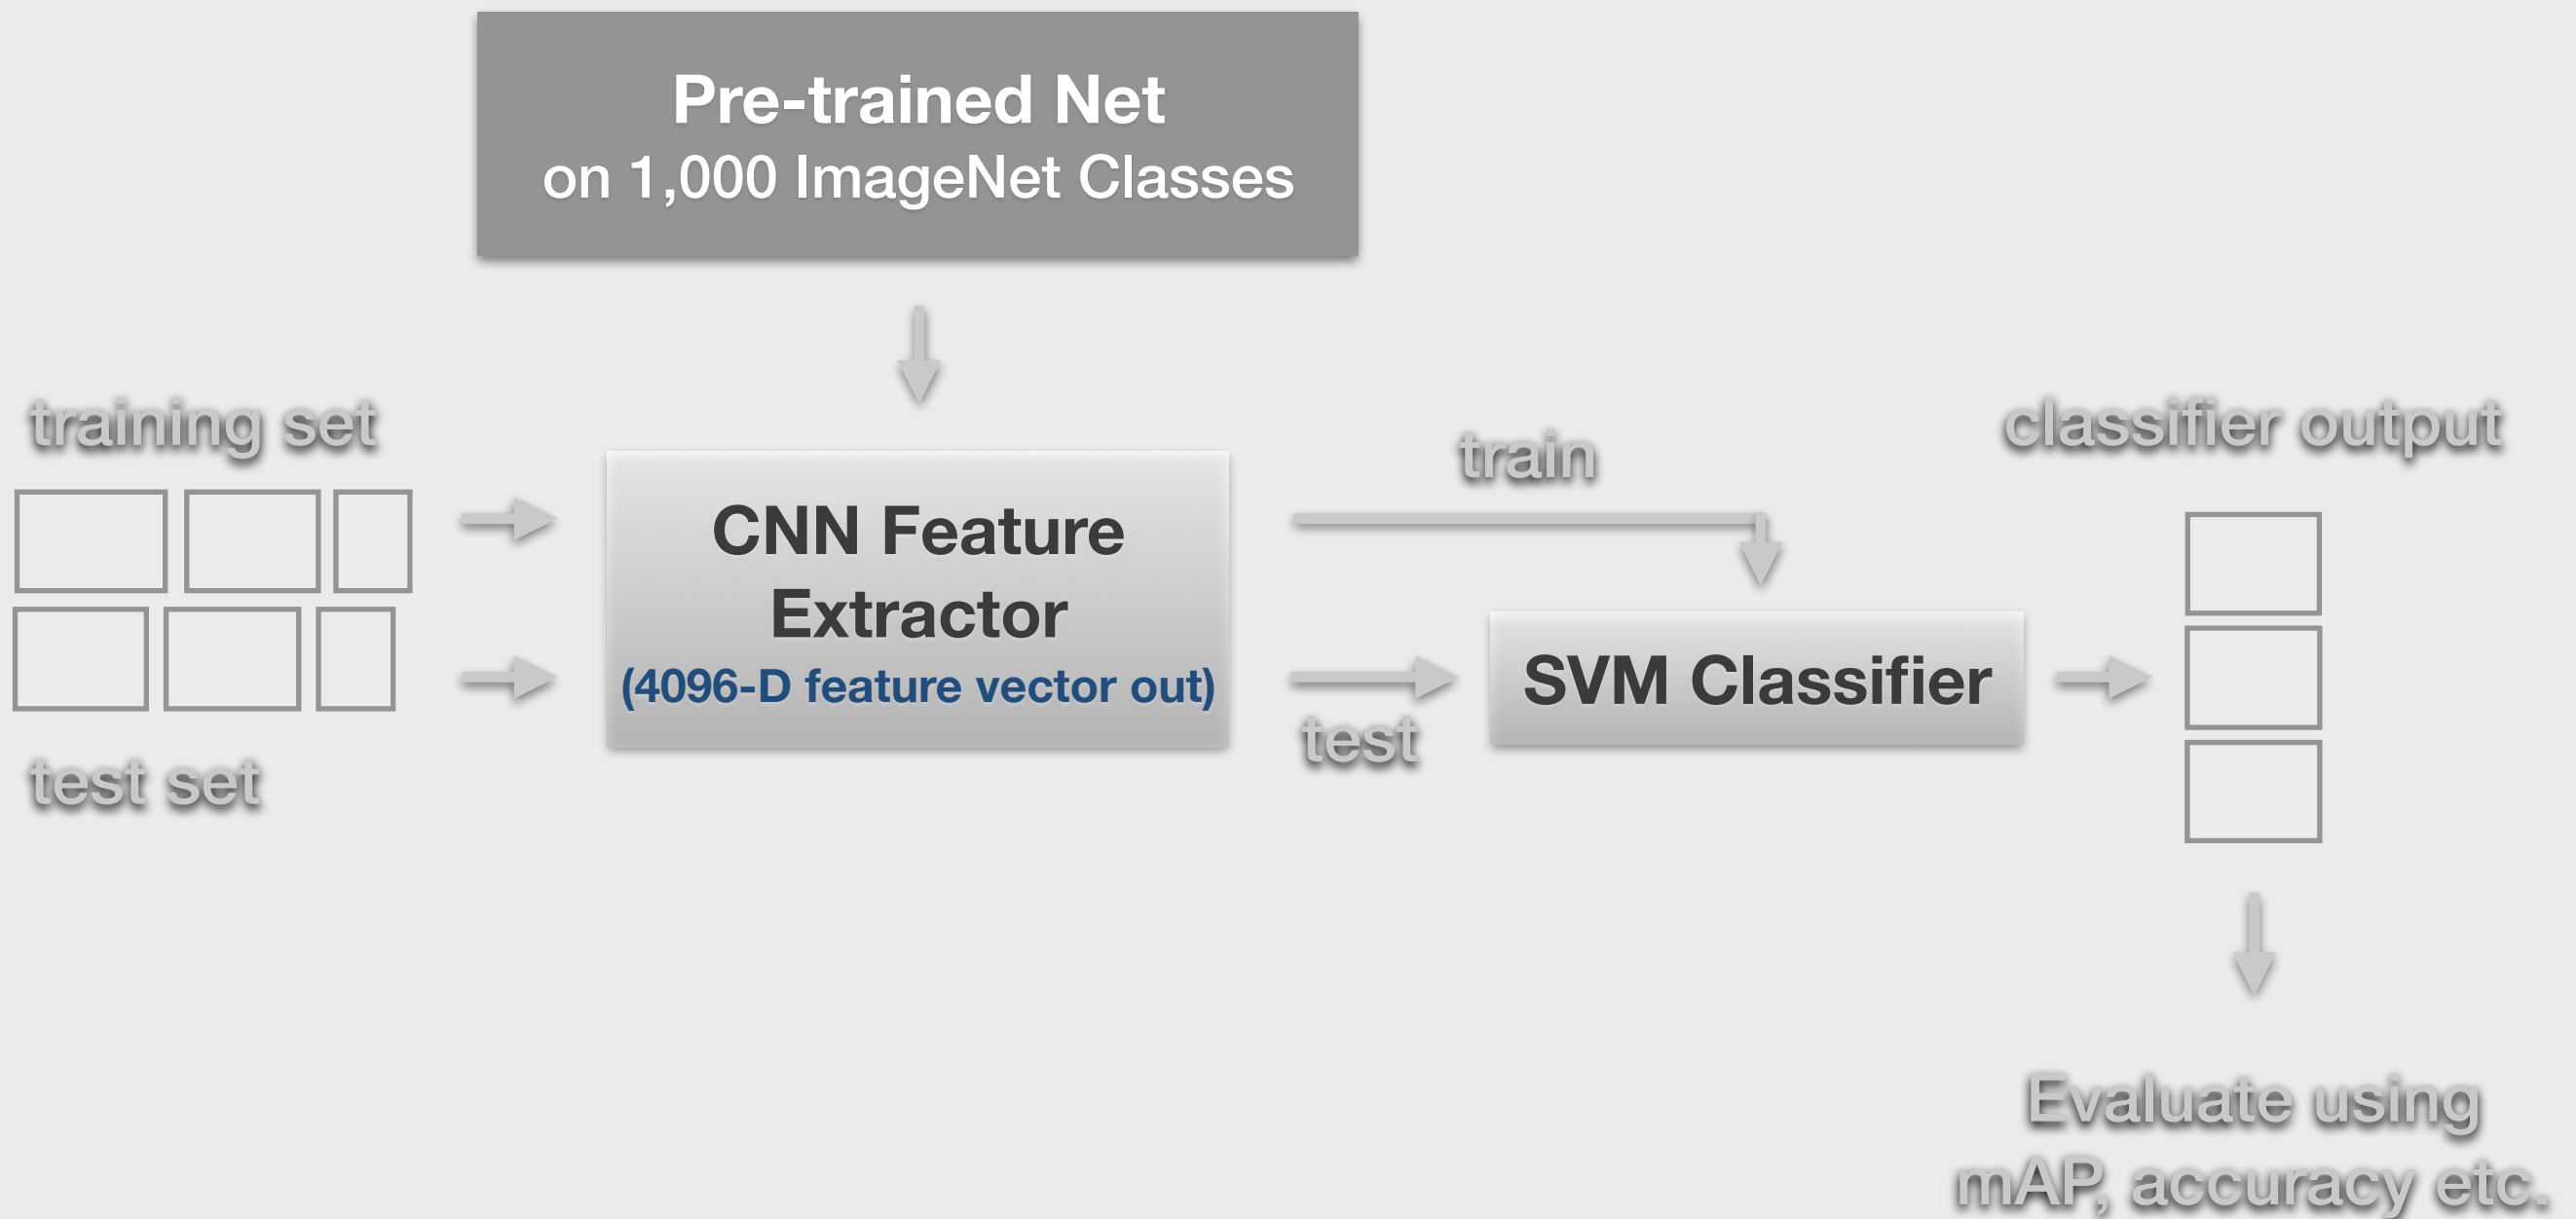 Pre-trained Net
on 1,000 ImageNet Classes
training set
test set
CNN Feature
Extractor
(4096-D feature vector out)
train
test
SVM Classifier
classifier output
Evaluate using
mAP, accuracy etc.